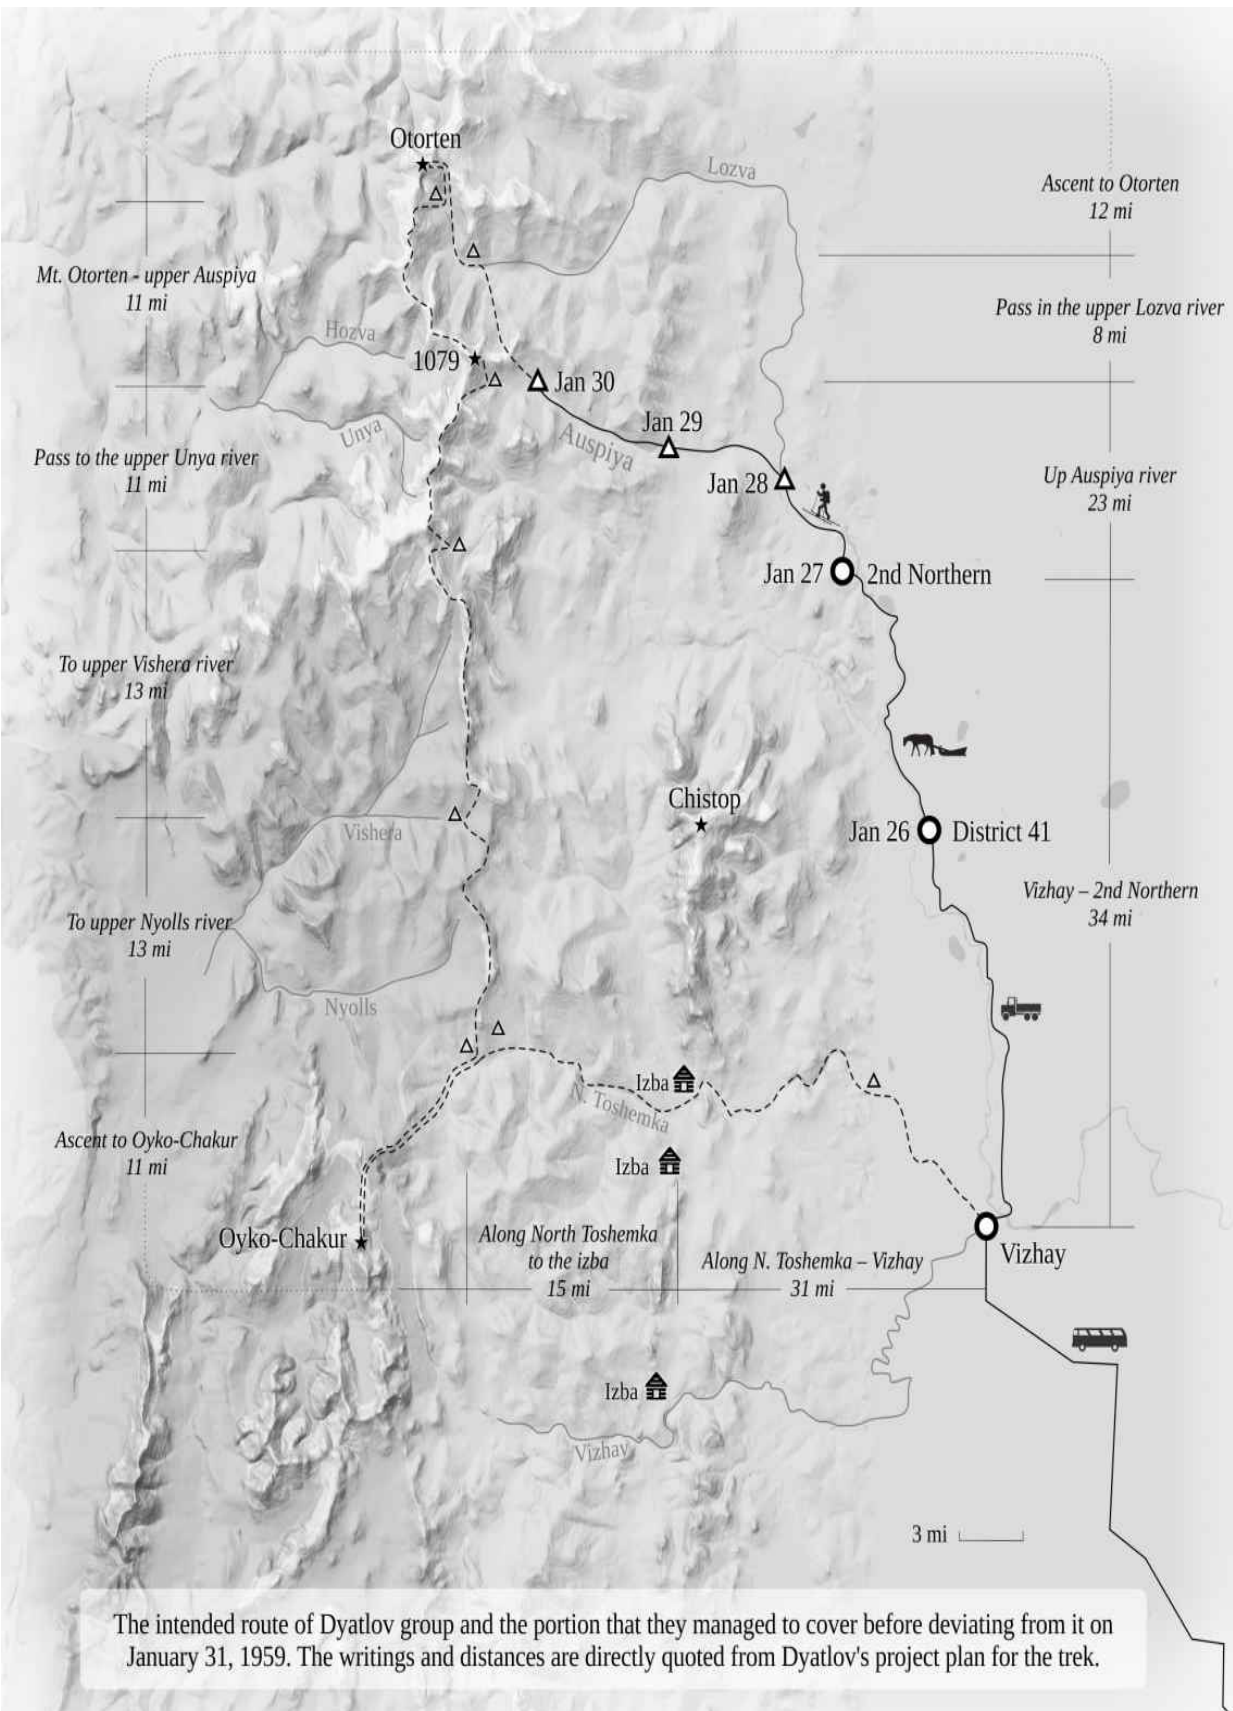 Otorten
Lozva
Ascent to Otorten
12 mi
Mt. Otorten - upper Auspiya
11 mi
Pass in the upper Lozva river
8 mi
Hozva
1079
Jan 30
Jan 29
Unya
Auspiya
Pass to the upper Unya river
11 mi
Jan 28
Up Auspiya river
23 mi
Jan 27
2nd Northern
To upper Vishera river
13 mi
Chistop
Vishera
Jan 26
District 41
Vizhay – 2nd Northern
34 mi
To upper Nyolls river
13 mi
Nyolls
Izba
N. Toshemka
Ascent to Oyko-Chakur
11 mi
Izba
Oyko-Chakur
Along North Toshemka
to the izba
15 mi
Along N. Toshemka – Vizhay
31 mi
Vizhay
Izba
Vizhay
3 mi
The intended route of Dyatlov group and the portion that they managed to cover before deviating from it on
January 31, 1959. The writings and distances are directly quoted from Dyatlov's project plan for the trek.